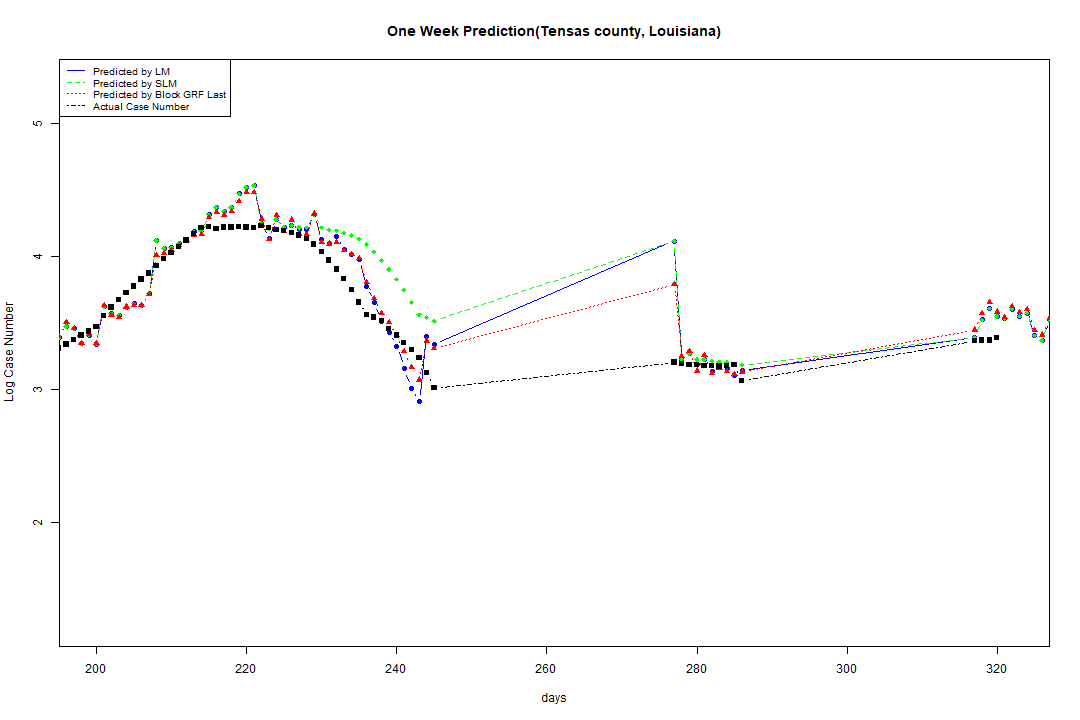 One Week Prediction(Tensas county, Louisiana)
Predicted by LM
Predicted by SLM
Predicted by Block GRF Last
Actual Case Number
5
4
3
2
Log Case Number
200 220 240 260 280 300 320
days